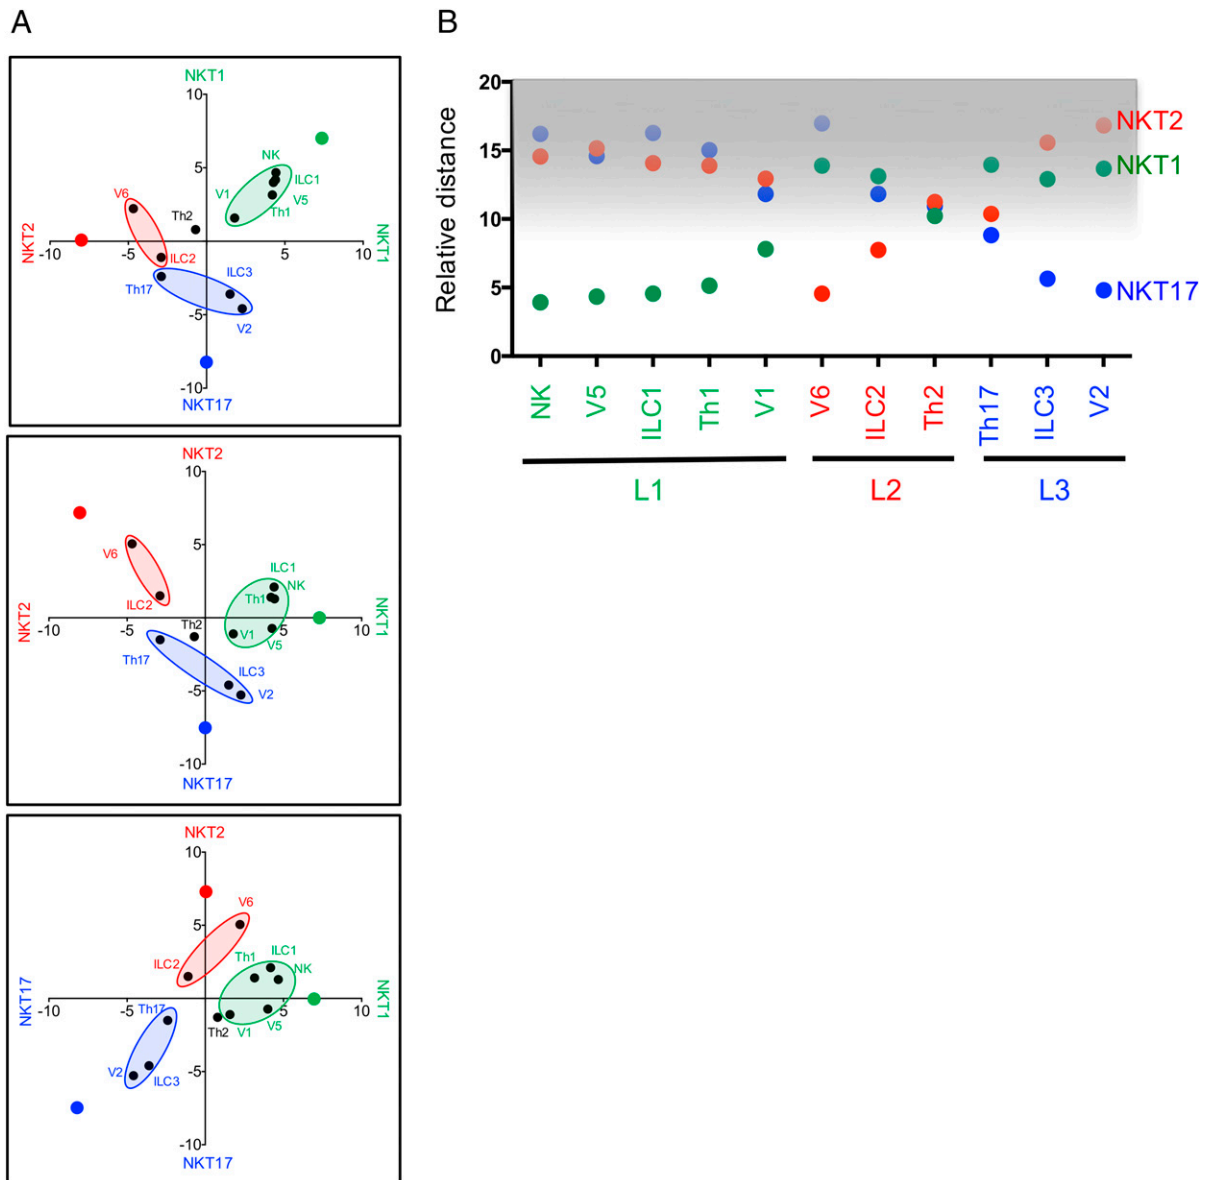 A
NKT1
10
NK
5
ILC1
V6
V1
V5
Th2
Th1
NKT2
-10
-5
5
10
NKT1
ILC2
Th17
ILC3
-5
V2
-10
NKT17
NKT2
10
5
V6
ILC1
NK
Th1
ILC2
NKT2
-10
-5
Th2
V1
5
10
NKT1
V5
Th17
ILC3
-5
V2
-10
NKT17
NKT2
10
V6
5
Th1
ILC1
ILC2
NK
NKT17
-10
-5
Th17
5
10
NKT1
Th2
V1
V5
V2
-5
ILC3
-10
NKT17
B
Relative distance
20
15
10
5
0
NKT2
NKT1
NKT17
NK
V5
ILC1
Th1
V1
V6
ILC2
Th2
Th17
ILC3
V2
L1
L2
L3